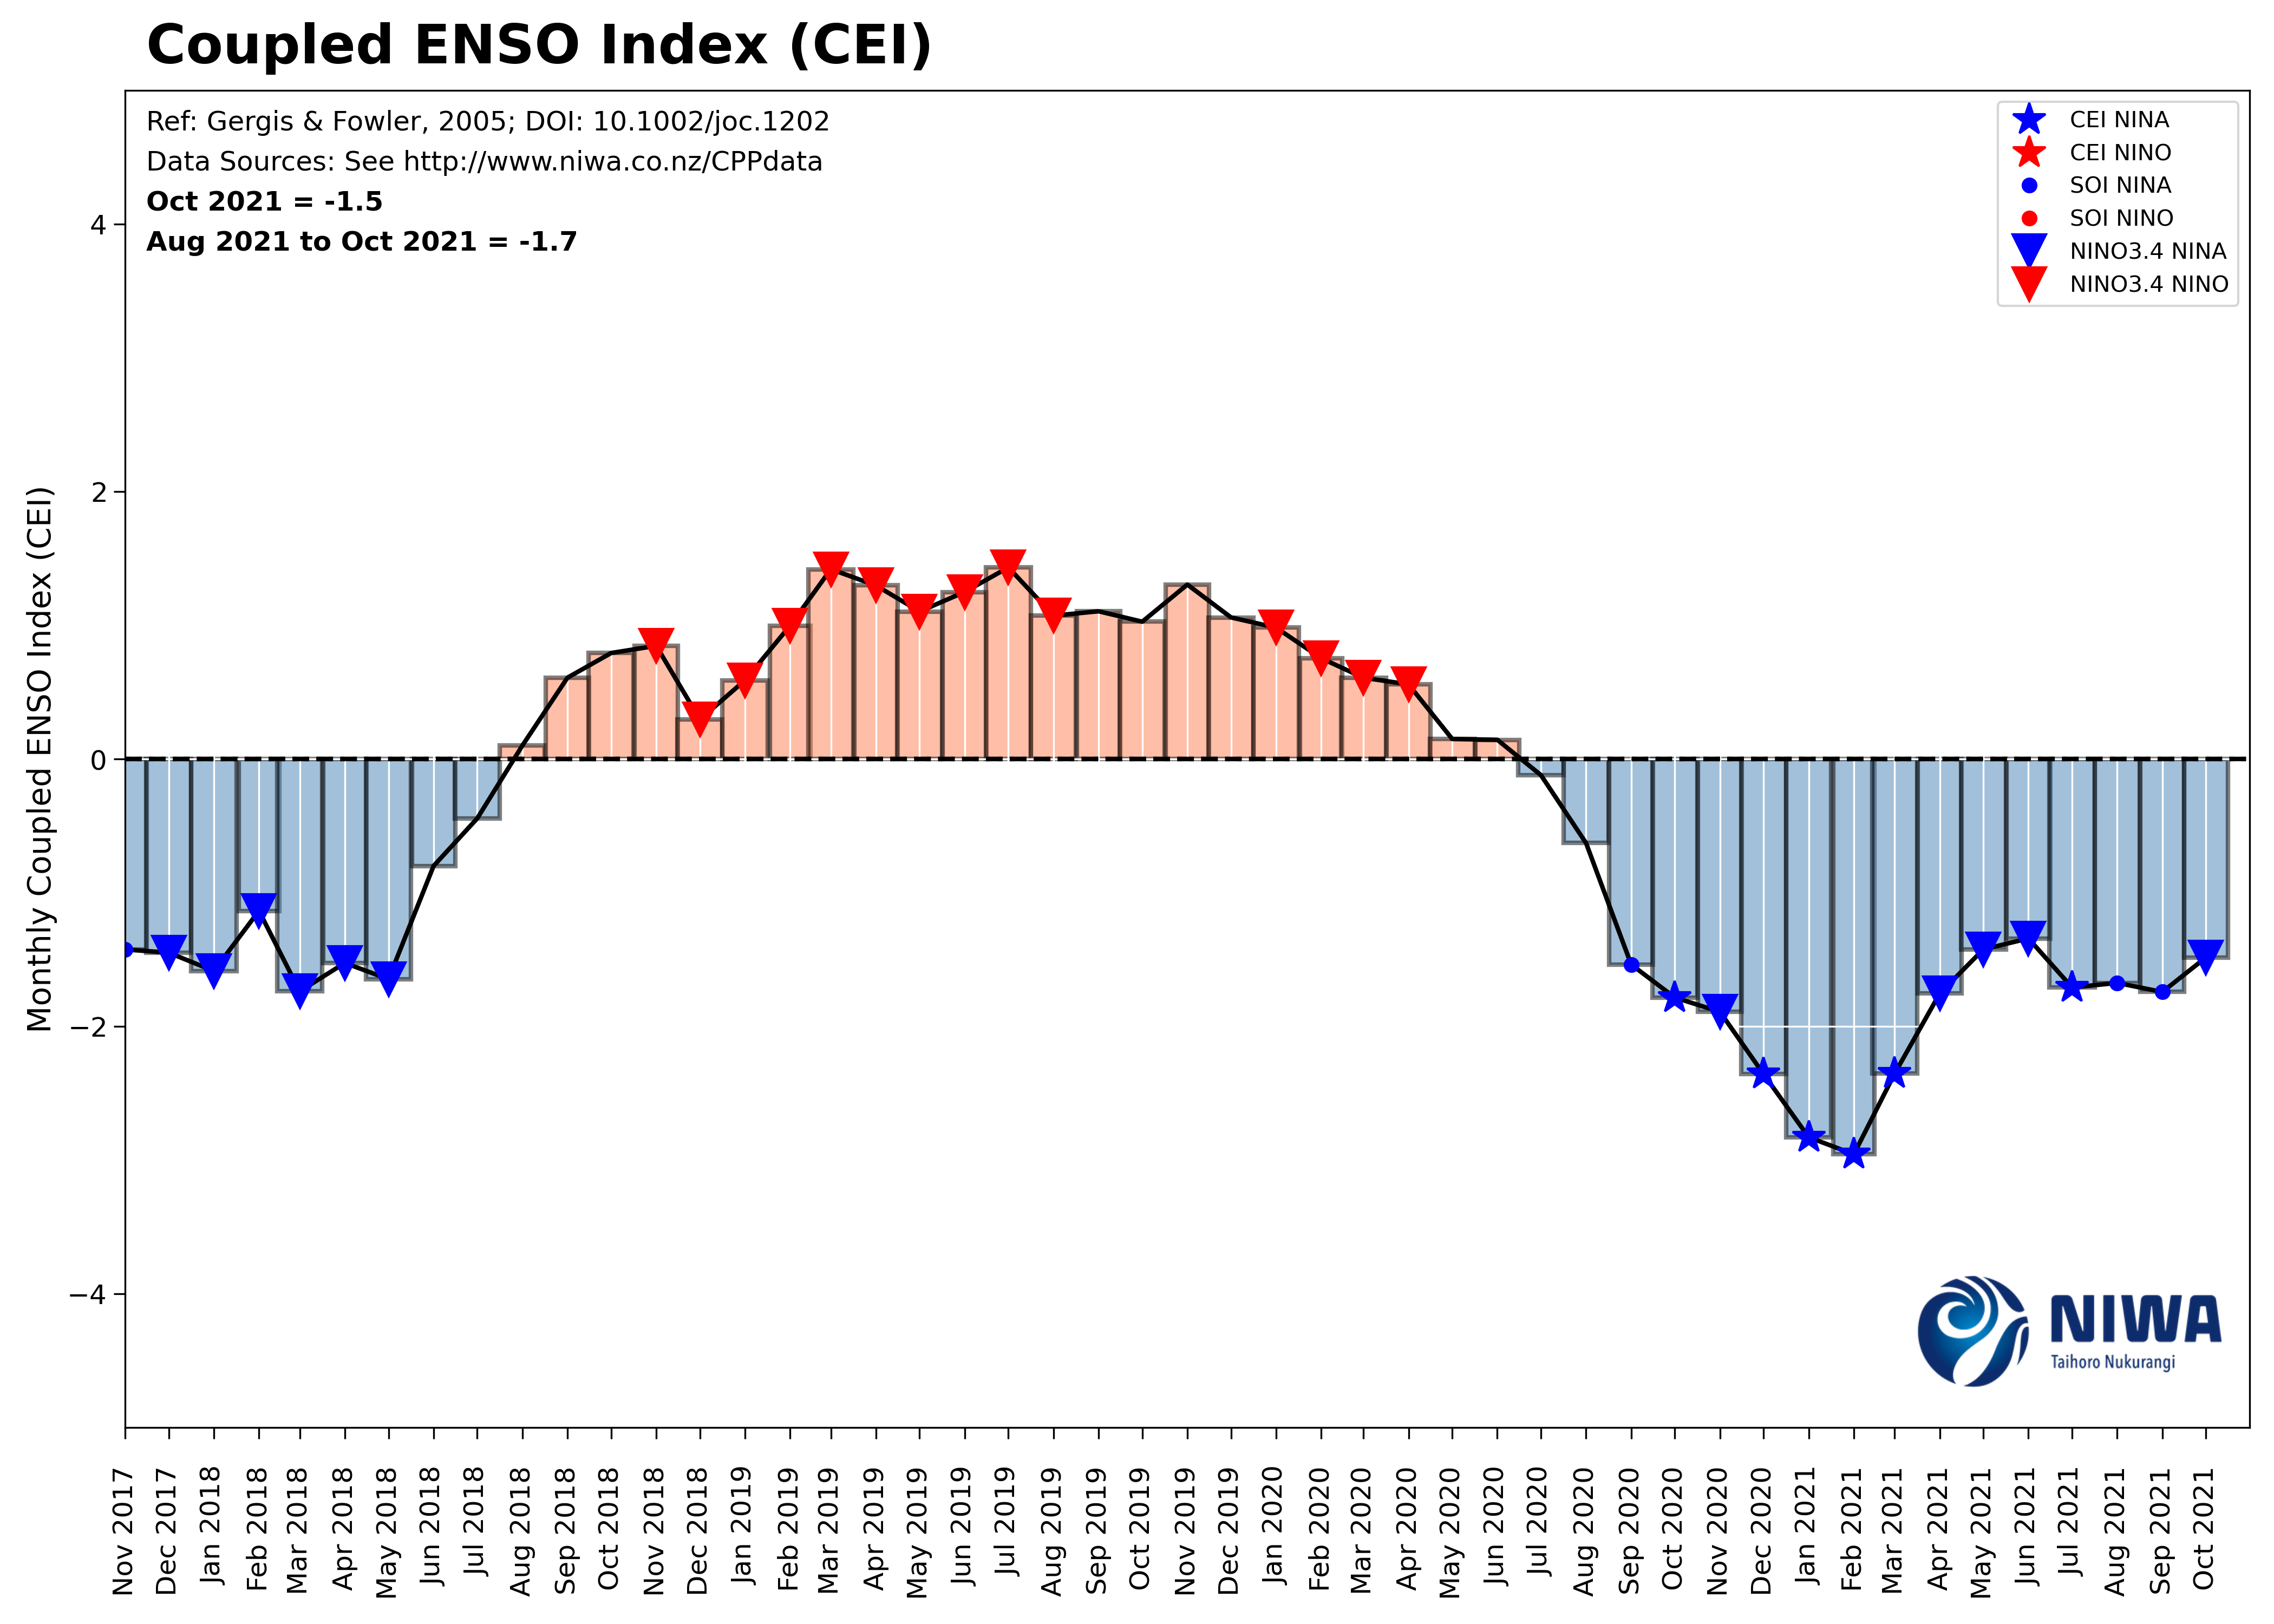 Coupled ENSO Index (CEI)
Ref: Gergis & Fowler, 2005; DOI: 10.1002/joc.1202
Data Sources: See http://www.niwa.co.nz/CPPdata
Oct 2021 = -1.5
Aug 2021 to Oct 2021 = -1.7
CEI NINA
CEI NINO
SOI NINA
SOI NINO
NINO3.4 NINA
NINO3.4 NINO
Monthly Coupled ENSO Index (CEI)
4
2
0
−2
−4
NIWA
Taihoro Nukurangi
Nov 2017
Dec 2017
Jan 2018
Feb 2018
Mar 2018
Apr 2018
May 2018
Jun 2018
Jul 2018
Aug 2018
Sep 2018
Oct 2018
Nov 2018
Dec 2018
Jan 2019
Feb 2019
Mar 2019
Apr 2019
May 2019
Jun 2019
Jul 2019
Aug 2019
Sep 2019
Oct 2019
Nov 2019
Dec 2019
Jan 2020
Feb 2020
Mar 2020
Apr 2020
May 2020
Jun 2020
Jul 2020
Aug 2020
Sep 2020
Oct 2020
Nov 2020
Dec 2020
Jan 2021
Feb 2021
Mar 2021
Apr 2021
May 2021
Jun 2021
Jul 2021
Aug 2021
Sep 2021
Oct 2021